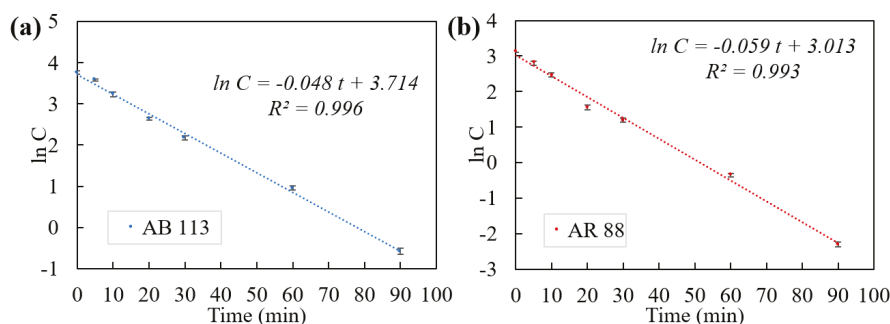 (a)
5
4
3
2
1
0
-1
ln C
ln C = -0.048 t + 3.714
R² = 0.996
AB 113
0 10 20 30 40 50 60 70 80 90 100
Time (min)
(b)
4
3
2
1
0
-1
-2
-3
ln C
ln C = -0.059 t + 3.013
R² = 0.993
AR 88
0 10 20 30 40 50 60 70 80 90 100
Time (min)